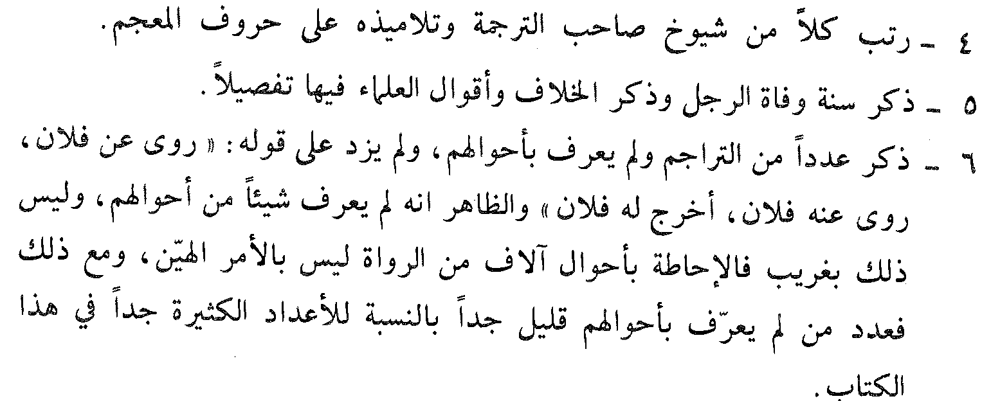 ٤ ـ رتب كلاً من شيوخ صاحب الترجمة وتلاميذه على حروف المعجم.
٥ ـ ذكر سنة وفاة الرجل وذكر الخلاف وأقوال العلماء فيها تفصيلاً.
٦ ـ ذكر عدداً من التراجم ولم يعرف بأحوالهم، ولم يزد على قوله: « روى عن فلان،
روى عنه فلان، أخرج له فلان » والظاهر انه لم يعرف شيئاً من أحوالهم، وليس
ذلك بغريب فالإحاطة بأحوال آلاف من الرواة ليس بالأمر الهيّن، ومع ذلك
فعدد من لم يعرّف بأحوالهم قليل جداً بالنسبة للأعداد الكثيرة جداً في هذا
الكتاب.